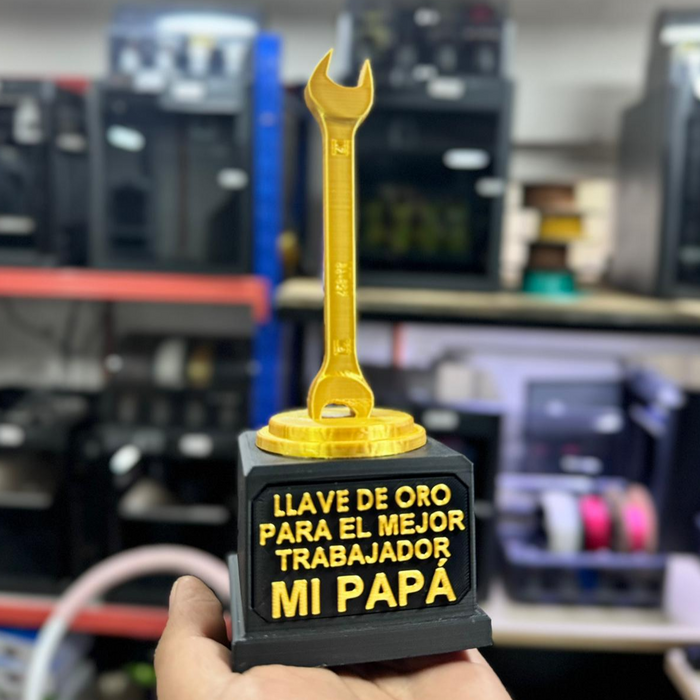 LLAVE DE ORO
PARA EL MEJOR
TRABAJADOR
MI PAPÁ